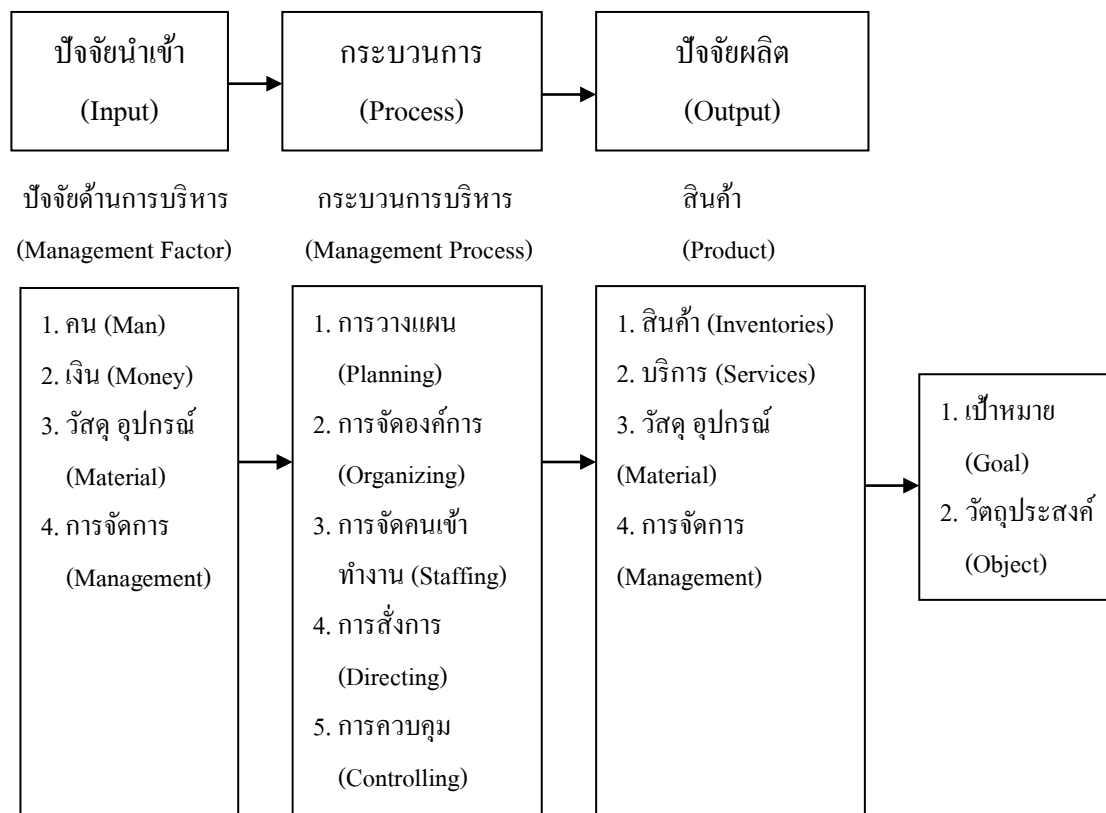 ปัจจัยนำเข้า
(Input)
กระบวนการ
(Process)
ปัจจัยผลิต
(Output)
ปัจจัยด้านการบริหาร
(Management Factor)
กระบวนการบริหาร
(Management Process)
สินค้า
(Product)
1. คน (Man)
2. เงิน (Money)
3. วัสดุ อุปกรณ์
(Material)
4. การจัดการ
(Management)
1. การวางแผน
(Planning)
2. การจัดองค์การ
(Organizing)
3. การจัดคนเข้า
ทำงาน (Staffing)
4. การสั่งการ
(Directing)
5. การควบคุม
(Controlling)
1. สินค้า (Inventories)
2. บริการ (Services)
3. วัสดุ อุปกรณ์
(Material)
4. การจัดการ
(Management)
1. เป้าหมาย
(Goal)
2. วัตถุประสงค์
(Object)